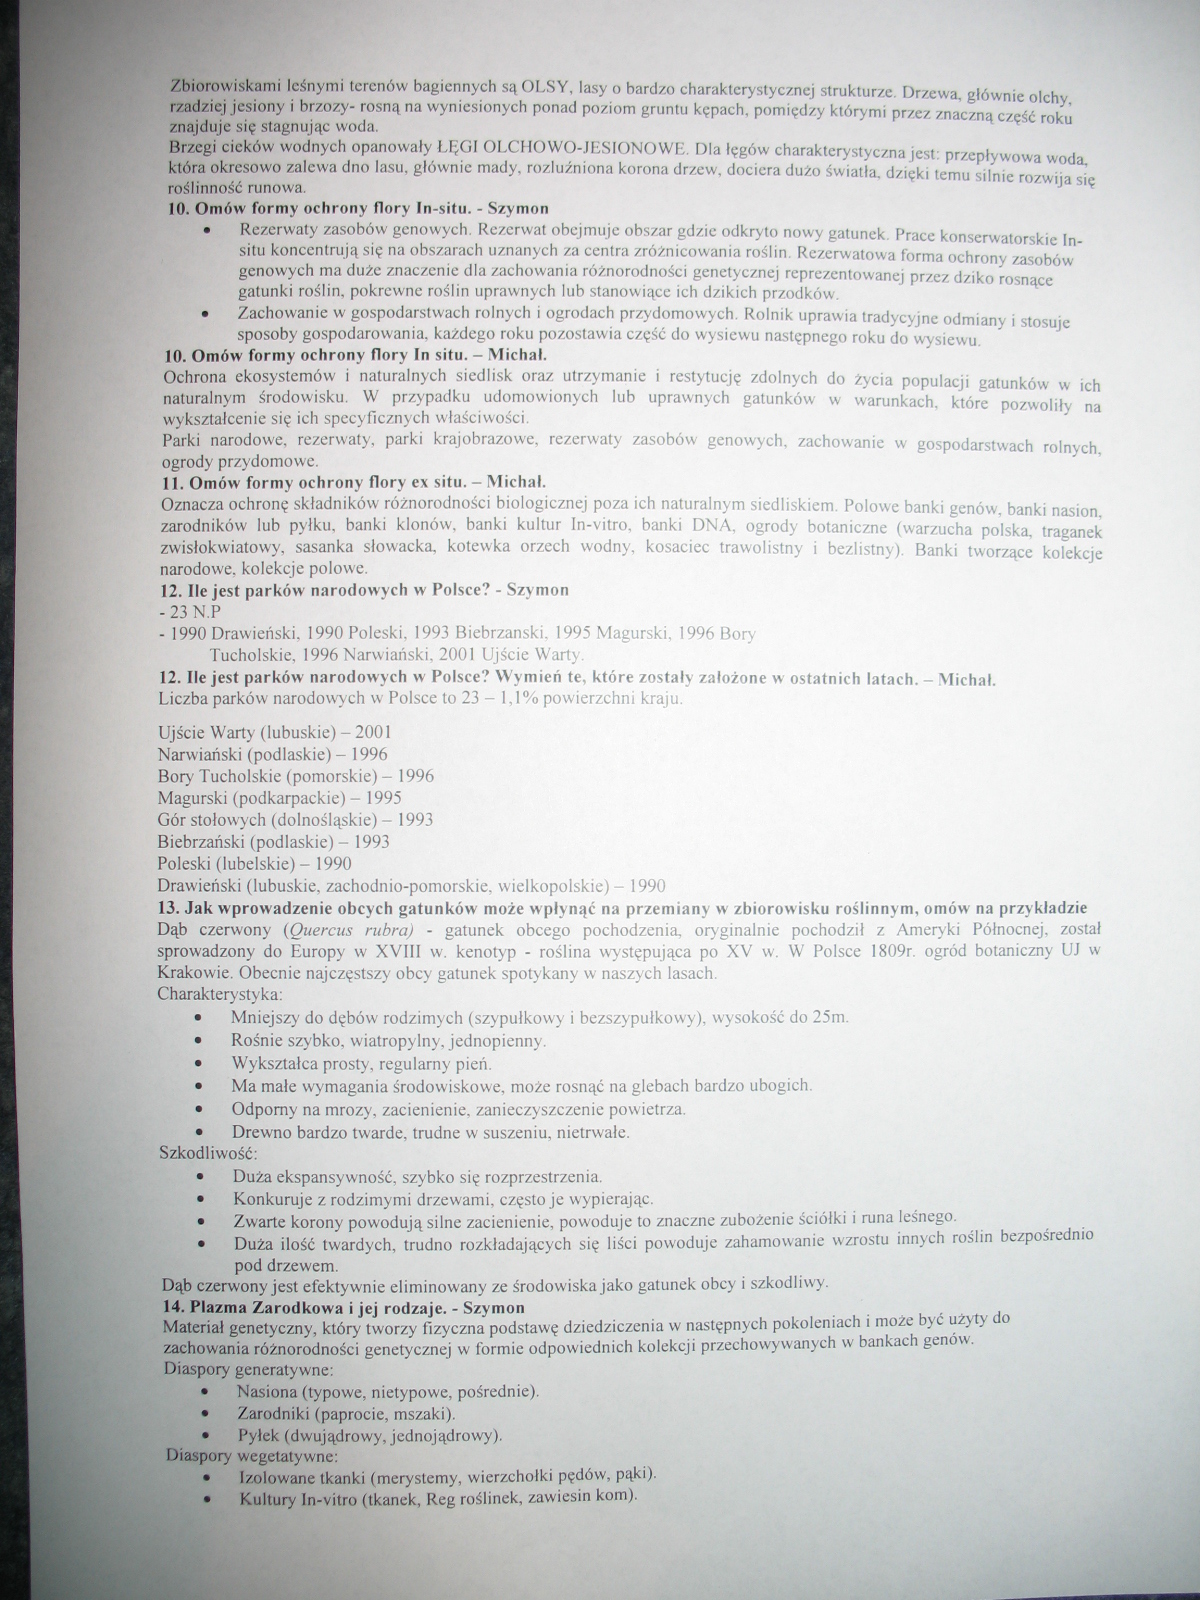 Zbiorowiskami leśnymi terenów bagiennych są OLSY, lasy o bardzo charakterystycznej strukturze. Drzewa, głównie olchy,
rzadziej jesiony i brzozy- rosną na wyniesionych ponad poziom gruntu kępach, pomiędzy którymi przez znaczną część roku
znajduje się stagnując woda.
Brzegi cieków wodnych opanowały ŁĘGI OLCHOWO-JESIONOWE. Dla łęgów charakterystyczna jest: przepływowa woda,
która okresowo zalewa dno lasu, głównie mady, rozluźniona korona drzew, dociera dużo światła, dzięki temu silnie rozwija się
roślinność runowa.
10. Omów formy ochrony flory In-situ. - Szymon
• Rezerwaty zasobów genowych. Rezerwat obejmuje obszar gdzie odkryto nowy gatunek. Prace konserwatorskie In-
situ koncentrują się na obszarach uznanych za centra zróżnicowania roślin. Rezerwatowa forma ochrony zasobów
genowych ma duże znaczenie dla zachowania różnorodności genetycznej reprezentowanej przez dziko rosnące
gatunki roślin, pokrewne roślin uprawnych lub stanowiące ich dzikich przodków.
• Zachowanie w gospodarstwach rolnych i ogrodach przydomowych. Rolnik uprawia tradycyjne odmiany i stosuje
sposoby gospodarowania, każdego roku pozostawia część do wysiewu następnego roku do wysiewu.
10. Omów formy ochrony flory In situ. – Michał.
Ochrona ekosystemów i naturalnych siedlisk oraz utrzymanie i restytucję zdolnych do życia populacji gatunków w ich
naturalnym środowisku. W przypadku udomowionych lub uprawnych gatunków w warunkach, które pozwoliły na
wykształcenie się ich specyficznych właściwości.
Parki narodowe, rezerwaty, parki krajobrazowe, rezerwaty zasobów genowych, zachowanie w gospodarstwach rolnych,
ogrody przydomowe.
11. Omów formy ochrony flory ex situ. – Michał.
Oznacza ochronę składników różnorodności biologicznej poza ich naturalnym siedliskiem. Polowe banki genów, banki nasion,
zarodników lub pyłku, banki klonów, banki kultur In-vitro, banki DNA, ogrody botaniczne (warzucha polska, traganek
zwisłokwiatowy, sasanka słowacka, kotewka orzech wodny, kosaciec trawolistny i bezlistny). Banki tworzące kolekcje
narodowe, kolekcje polowe.
12. Ile jest parków narodowych w Polsce? - Szymon
- 23 N.P
- 1990 Drawieński, 1990 Poleski, 1993 Biebrzanski, 1995 Magurski, 1996 Bory
Tucholskie, 1996 Narwiański, 2001 Ujście Warty.
12. Ile jest parków narodowych w Polsce? Wymień te, które zostały założone w ostatnich latach. – Michał.
Liczba parków narodowych w Polsce to 23 – 1,1% powierzchni kraju.
Ujście Warty (lubuskie) – 2001
Narwiański (podlaskie) – 1996
Bory Tucholskie (pomorskie) – 1996
Magurski (podkarpackie) – 1995
Gór stołowych (dolnośląskie) – 1993
Biebrzański (podlaskie) – 1993
Poleski (lubelskie) – 1990
Drawieński (lubuskie, zachodnio-pomorskie, wielkopolskie) – 1990
13. Jak wprowadzenie obcych gatunków może wpłynąć na przemiany w zbiorowisku roślinnym, omów na przykładzie
Dąb czerwony (Quercus rubra) - gatunek obcego pochodzenia, oryginalnie pochodził z Ameryki Północnej, został
sprowadzony do Europy w XVIII w. kenotyp - roślina występująca po XV w. W Polsce 1809r. ogród botaniczny UJ w
Krakowie. Obecnie najczęstszy obcy gatunek spotykany w naszych lasach.
Charakterystyka:
• Mniejszy do dębów rodzimych (szypułkowy i bezszypułkowy), wysokość do 25m.
• Rośnie szybko, wiatropylny, jednopienny.
• Wykształca prosty, regularny pień.
• Ma małe wymagania środowiskowe, może rosnąć na glebach bardzo ubogich.
• Odporny na mrozy, zacienienie, zanieczyszczenie powietrza.
• Drewno bardzo twarde, trudne w suszeniu, nietrwałe.
Szkodliwość:
• Duża ekspansywność, szybko się rozprzestrzenia.
• Konkuruje z rodzimymi drzewami, często je wypierając.
• Zwarte korony powodują silne zacienienie, powoduje to znaczne zubożenie ściółki i runa leśnego.
• Duża ilość twardych, trudno rozkładających się liści powoduje zahamowanie wzrostu innych roślin bezpośrednio
pod drzewem.
Dąb czerwony jest efektywnie eliminowany ze środowiska jako gatunek obcy i szkodliwy.
14. Plazma Zarodkowa i jej rodzaje. - Szymon
Materiał genetyczny, który tworzy fizyczna podstawę dziedziczenia w następnych pokoleniach i może być użyty do
zachowania różnorodności genetycznej w formie odpowiednich kolekcji przechowywanych w bankach genów.
Diaspory generatywne:
• Nasiona (typowe, nietypowe, pośrednie).
• Zarodniki (paprocie, mszaki).
• Pyłek (dwujądrowy, jednojądrowy).
Diaspory wegetatywne:
• Izolowane tkanki (merystemy, wierzchołki pędów, pąki).
• Kultury In-vitro (tkanek, Reg roślinek, zawiesin kom).